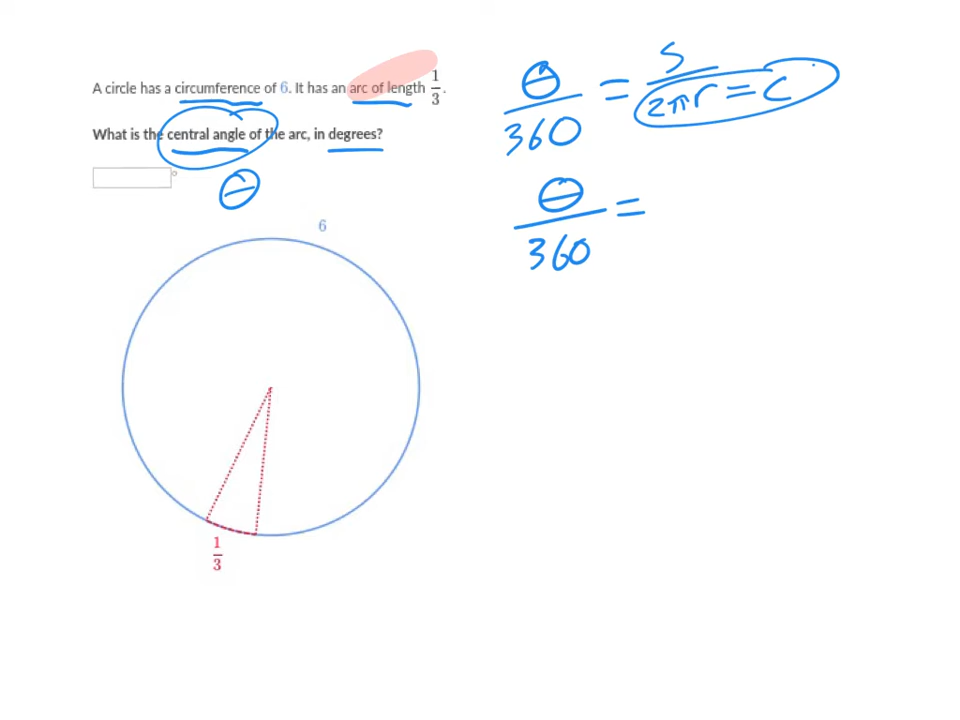 A circle has a circumference of 6. It has an arc of length 1/3.
What is the central angle of the arc, in degrees?
°
θ
6
1/3
θ/360 = s/2πr = C
θ/360 =